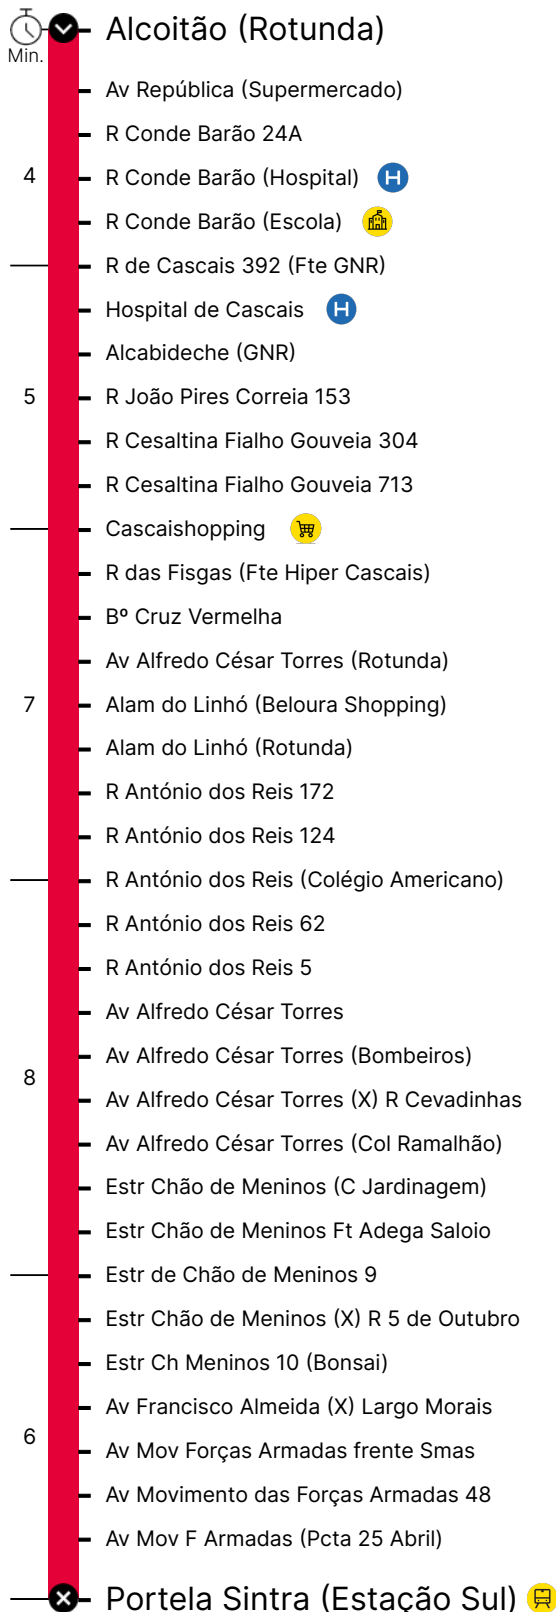 Alcoitão (Rotunda)
Min.
Av República (Supermercado)
R Conde Barão 24A
4
R Conde Barão (Hospital) H
R Conde Barão (Escola)
R de Cascais 392 (Fte GNR)
Hospital de Cascais H
Alcabideche (GNR)
5
R João Pires Correia 153
R Cesaltina Fialho Gouveia 304
R Cesaltina Fialho Gouveia 713
Cascaishopping
R das Fisgas (Fte Hiper Cascais)
Bº Cruz Vermelha
Av Alfredo César Torres (Rotunda)
7
Alam do Linhó (Beloura Shopping)
Alam do Linhó (Rotunda)
R António dos Reis 172
R António dos Reis 124
R António dos Reis (Colégio Americano)
R António dos Reis 62
R António dos Reis 5
Av Alfredo César Torres
Av Alfredo César Torres (Bombeiros)
8
Av Alfredo César Torres (X) R Cevadinhas
Av Alfredo César Torres (Col Ramalhão)
Estr Chão de Meninos (C Jardinagem)
Estr Chão de Meninos Ft Adega Saloio
Estr de Chão de Meninos 9
Estr Chão de Meninos (X) R 5 de Outubro
Estr Ch Meninos 10 (Bonsai)
Av Francisco Almeida (X) Largo Morais
6
Av Mov Forças Armadas frente Smas
Av Movimento das Forças Armadas 48
Av Mov F Armadas (Pcta 25 Abril)
Portela Sintra (Estação Sul)